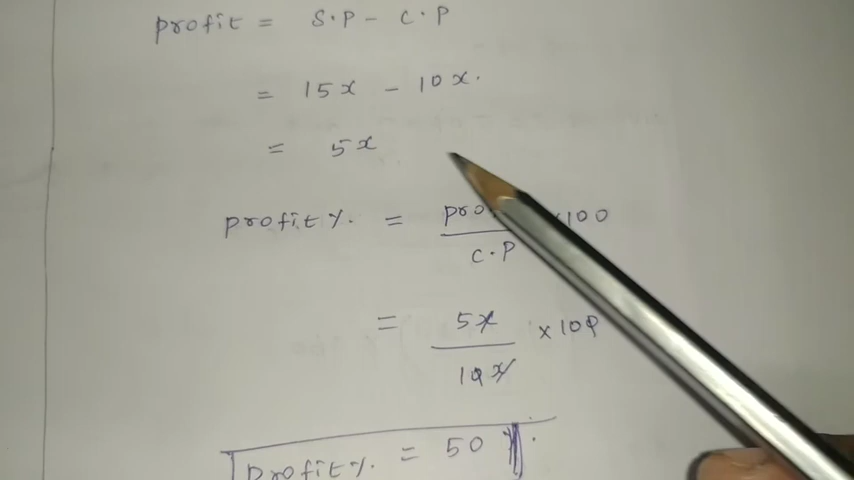 profit = S.P - C.P
= 15x - 10x.
= 5x
profit % = / C.P ×100
= 5x / 10x ×100
profit % = 50 %.